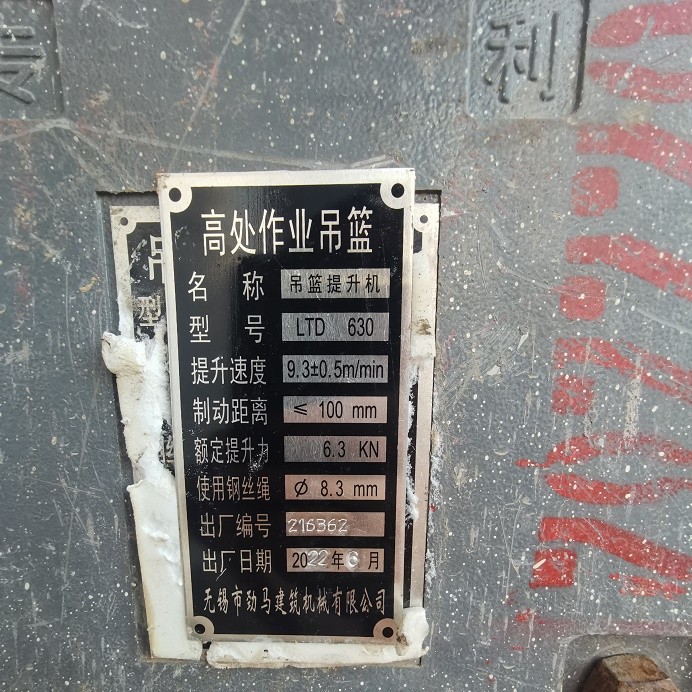 专 利
高处作业吊篮
名 称 吊篮提升机
型 号 LTD 630
提升速度 9.3±0.5m/min
制动距离 ≤ 100 mm
额定提升力 6.3 KN
使用钢丝绳 Ø 8.3 mm
出厂编号 216362
出厂日期 2022年6月
无锡市劲马建筑机械有限公司
吊
型